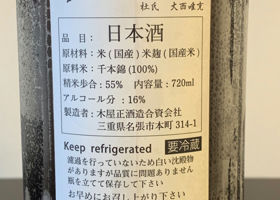 杜氏　大西唯克
品目：日本酒
原材料：米(国産)米麹(国産米)
原料米：千本錦(100%)
精米歩合：55%　内容量：720ml
アルコール分：16%
製造者：木屋正酒造合資会社
三重県名張市本町314-1
Keep refrigerated 要冷蔵
濾過を行っていないため白い沈殿物
がありますが品質に問題ありません
瓶を立てて保存して下さい
お早めにお召し上がり下さい